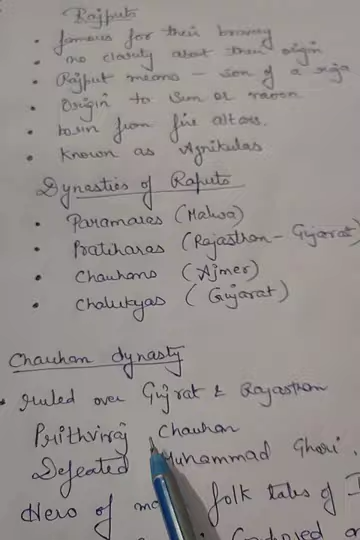 Rajputs
• famous for their bravery
• no clarity about their origin
• Rajput means - son of a raja
• Origin to Sun or moon
• born from fire altars.
• Known as Agnikulas
Dynasties of Raputs
• Paramaras (Malwa)
• Pratiharas (Rajasthan - Gujarat)
• Chauhans (Ajmer)
• Chalukyas (Gujarat)
Chauhan dynasty
• ruled over Gujrat & Rajasthan
Prithviraj Chauhan
Defeated Muhammad Ghori.
Hero of folk tales of